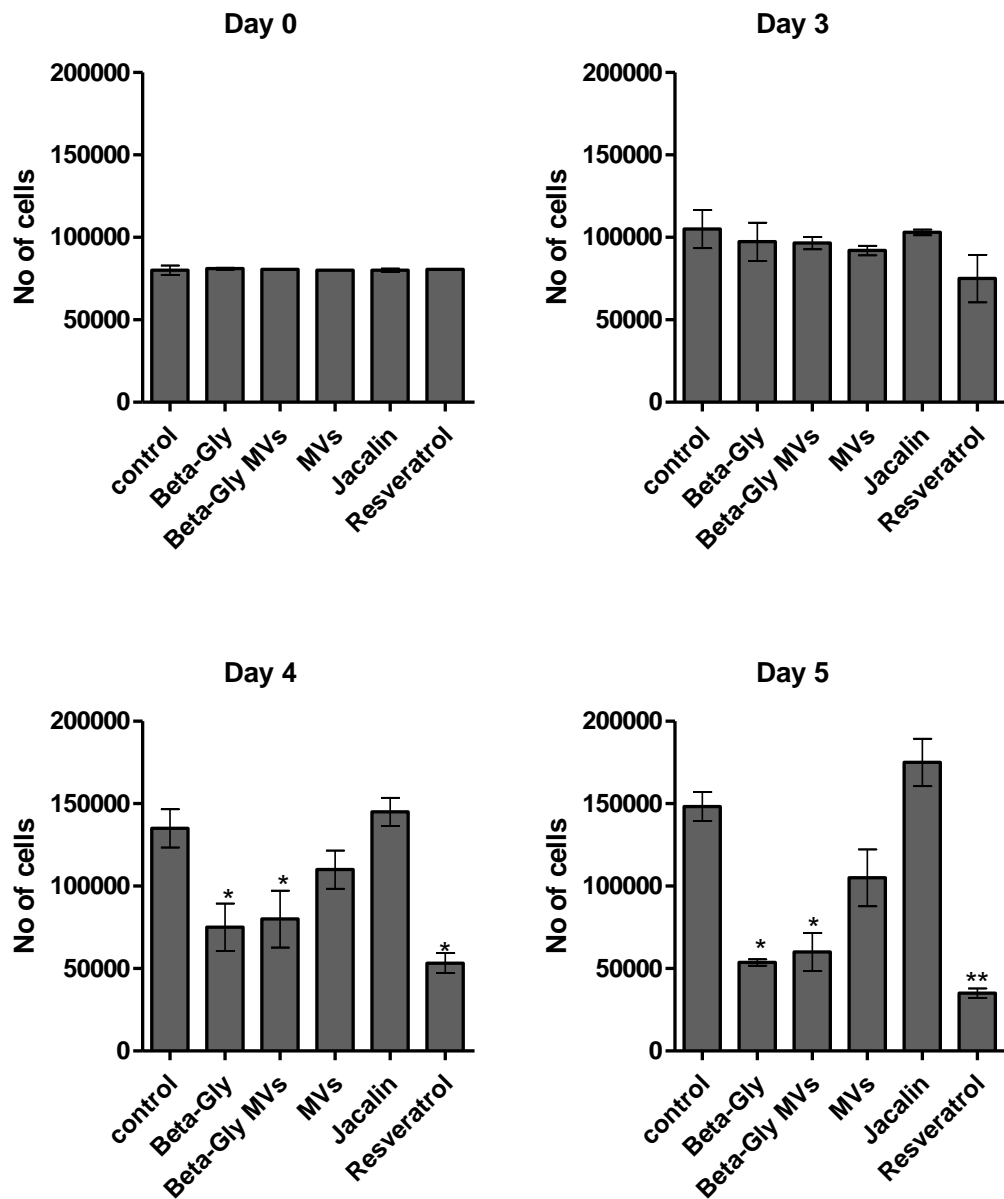 Day 0
No of cells
200000
150000
100000
50000
0
control
Beta-Gly
Beta-Gly MVs
MVs
Jacalin
Resveratrol
Day 3
No of cells
200000
150000
100000
50000
0
control
Beta-Gly
Beta-Gly MVs
MVs
Jacalin
Resveratrol
Day 4
No of cells
200000
150000
100000
50000
0
*
*
*
control
Beta-Gly
Beta-Gly MVs
MVs
Jacalin
Resveratrol
Day 5
No of cells
200000
150000
100000
50000
0
*
*
**
control
Beta-Gly
Beta-Gly MVs
MVs
Jacalin
Resveratrol